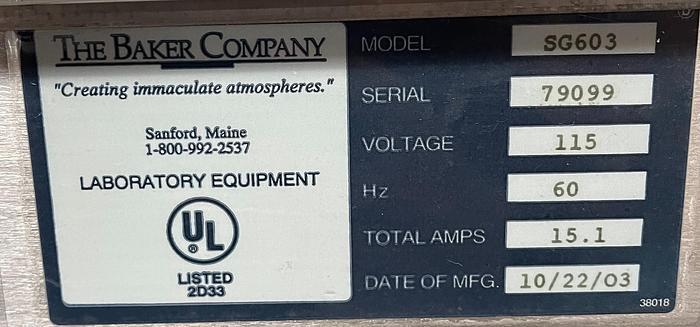 THE BAKER COMPANY
"Creating immaculate atmospheres."
Sanford, Maine
1-800-992-2537
LABORATORY EQUIPMENT
UL
LISTED
2D33
MODEL SG603
SERIAL 79099
VOLTAGE 115
Hz 60
TOTAL AMPS 15.1
DATE OF MFG. 10/22/03
38018